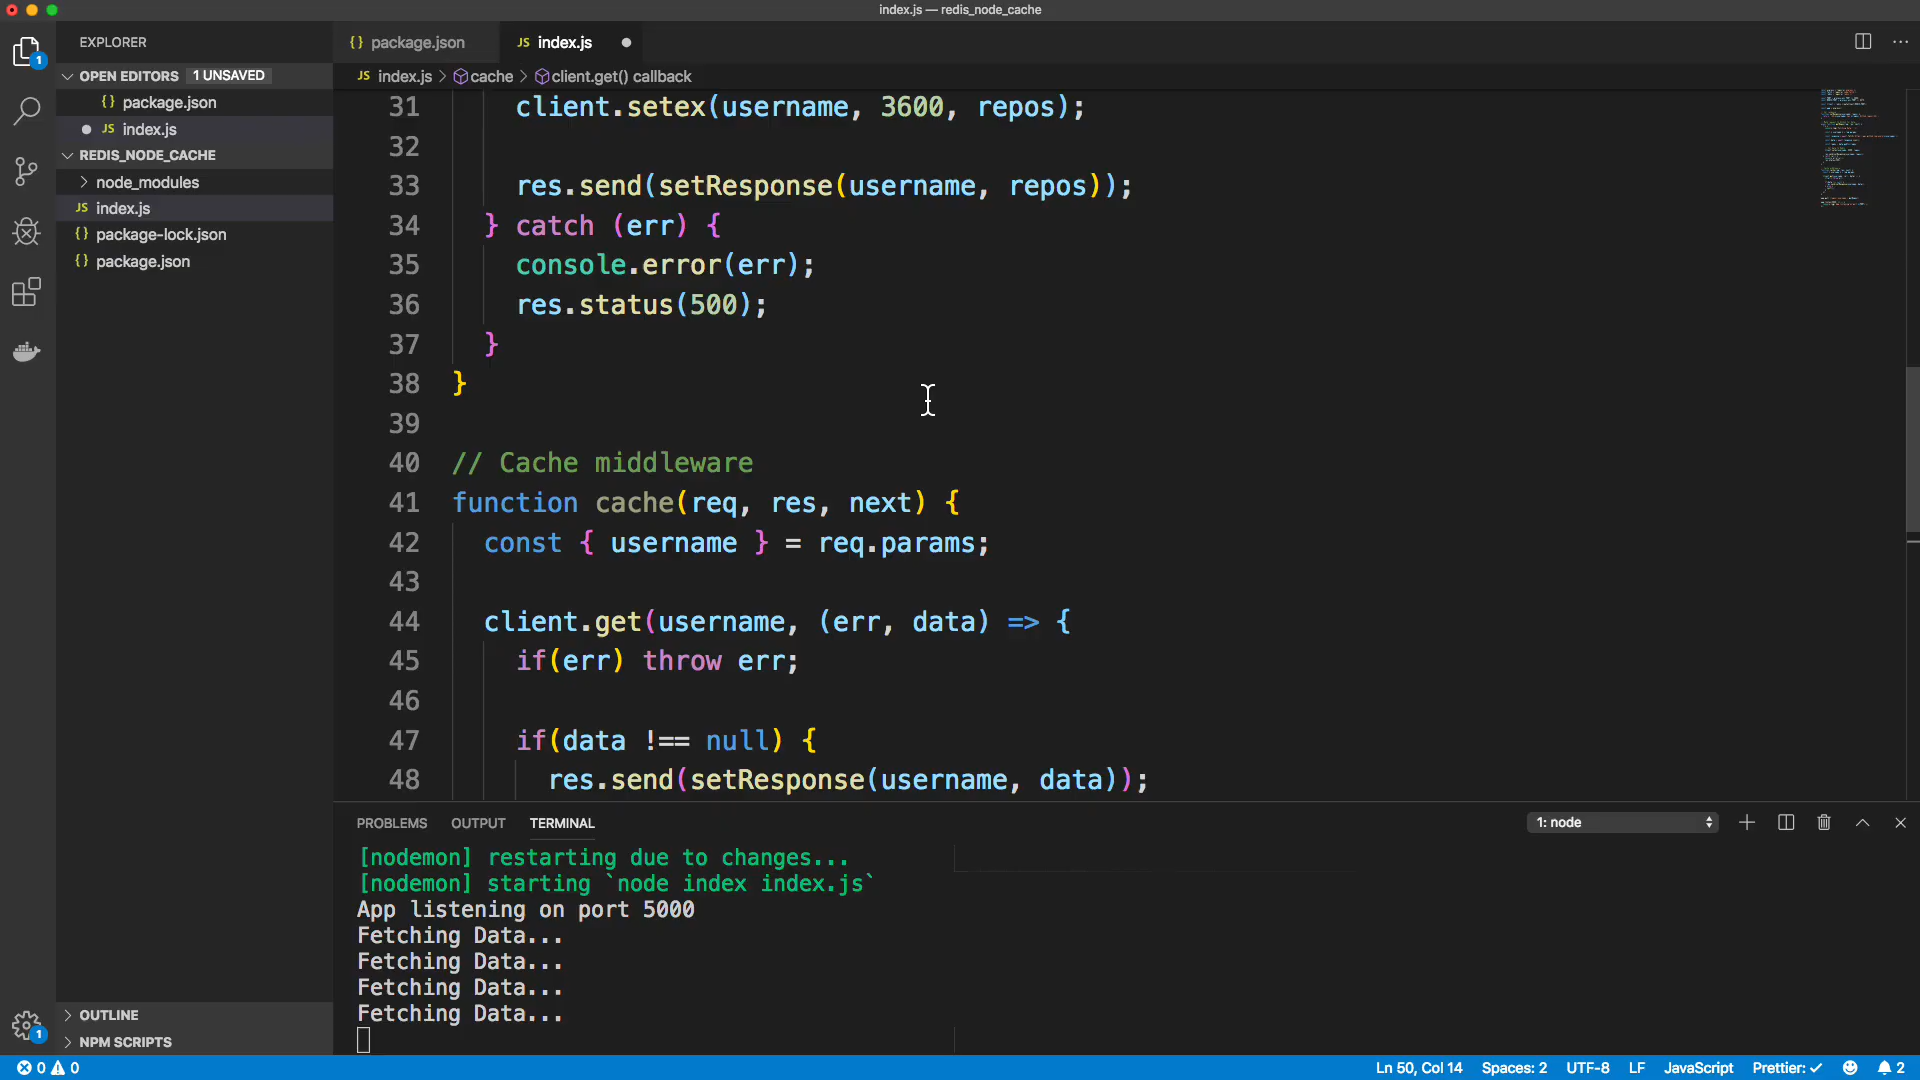 index.js — redis_node_cache
EXPLORER
OPEN EDITORS 1 UNSAVED
{} package.json
JS index.js
REDIS_NODE_CACHE
node_modules
JS index.js
{} package-lock.json
{} package.json
OUTLINE
NPM SCRIPTS
{} package.json JS index.js
JS index.js > cache > client.get() callback
31 client.setex(username, 3600, repos);
32
33 res.send(setResponse(username, repos));
34 } catch (err) {
35 console.error(err);
36 res.status(500);
37 }
38 }
39
40 // Cache middleware
41 function cache(req, res, next) {
42 const { username } = req.params;
43
44 client.get(username, (err, data) => {
45 if(err) throw err;
46
47 if(data !== null) {
48 res.send(setResponse(username, data));
PROBLEMS OUTPUT TERMINAL 1: node
[nodemon] restarting due to changes...
[nodemon] starting `node index index.js`
App listening on port 5000
Fetching Data...
Fetching Data...
Fetching Data...
Fetching Data...
1
1
0 0 Ln 50, Col 14 Spaces: 2 UTF-8 LF JavaScript Prettier: ✓ 2